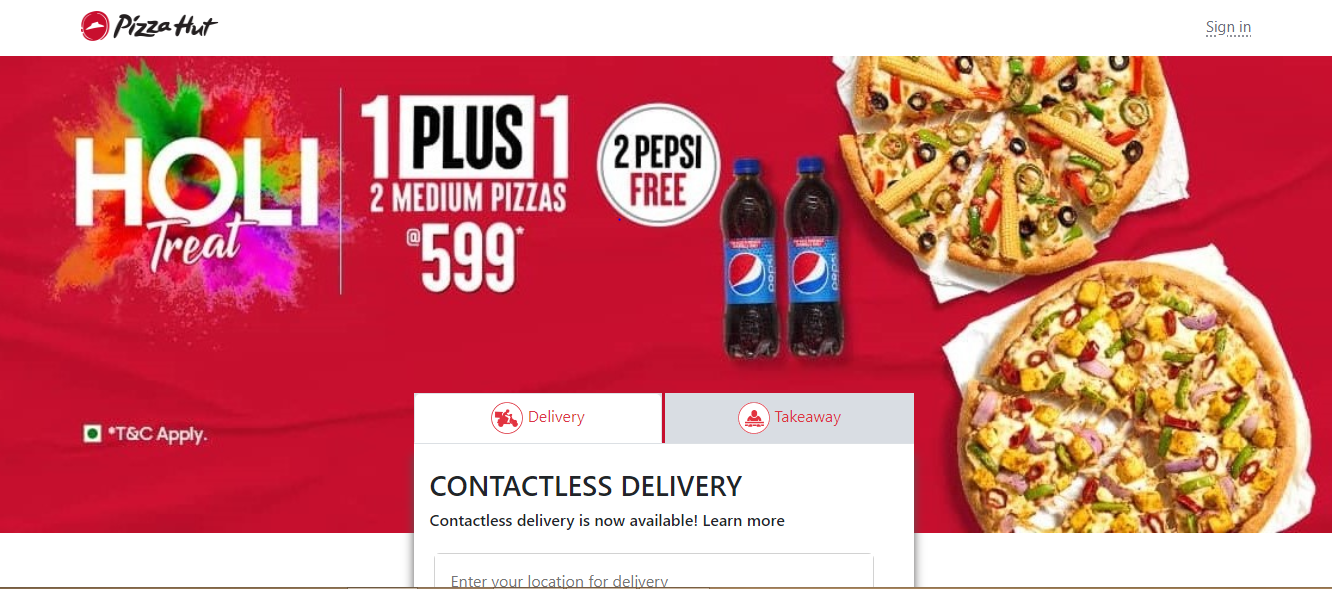 Pizza Hut
Sign in
HOLI
Treat
1 PLUS 1
2 MEDIUM PIZZAS
@599*
2 PEPSI
FREE
pepsi
pepsi
*T&C Apply.
Delivery
Takeaway
CONTACTLESS DELIVERY
Contactless delivery is now available! Learn more
Enter your location for delivery